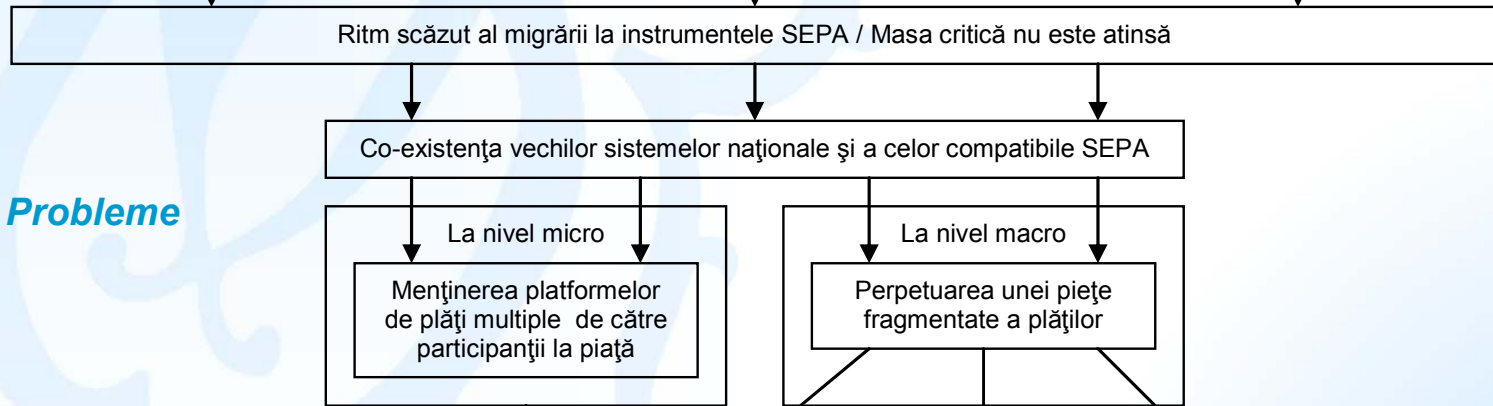 Ritm scăzut al migrării la instrumentele SEPA / Masa critică nu este atinsă
Co-existenţa vechilor sistemelor naţionale şi a celor compatibile SEPA
Probleme
La nivel micro
Menţinerea platformelor
de plăţi multiple de către
participanţii la piaţă
La nivel macro
Perpetuarea unei pieţe
fragmentate a plăţilor